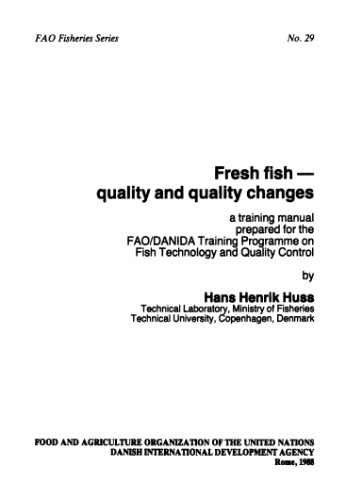 FAO Fisheries Series
No. 29
Fresh fish —
quality and quality changes
a training manual
prepared for the
FAO/DANIDA Training Programme on
Fish Technology and Quality Control
by
Hans Henrik Huss
Technical Laboratory, Ministry of Fisheries
Technical University, Copenhagen, Denmark
FOOD AND AGRICULTURE ORGANIZATION OF THE UNITED NATIONS
DANISH INTERNATIONAL DEVELOPMENT AGENCY
Rome, 1988